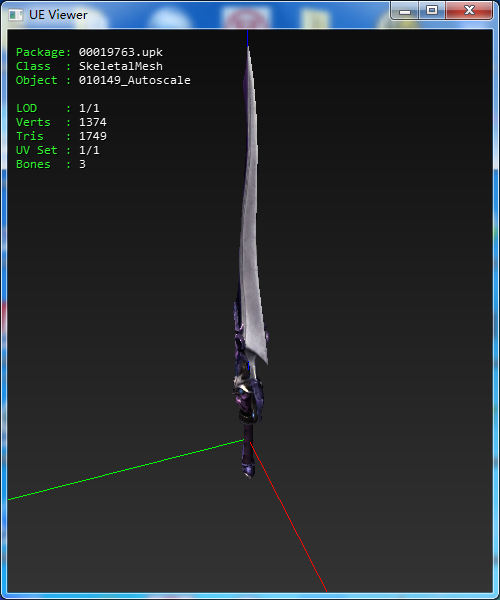 UE Viewer
Package: 00019763.upk
Class : SkeletalMesh
Object : 010149_Autoscale
LOD : 1/1
Verts : 1374
Tris : 1749
UV Set : 1/1
Bones : 3